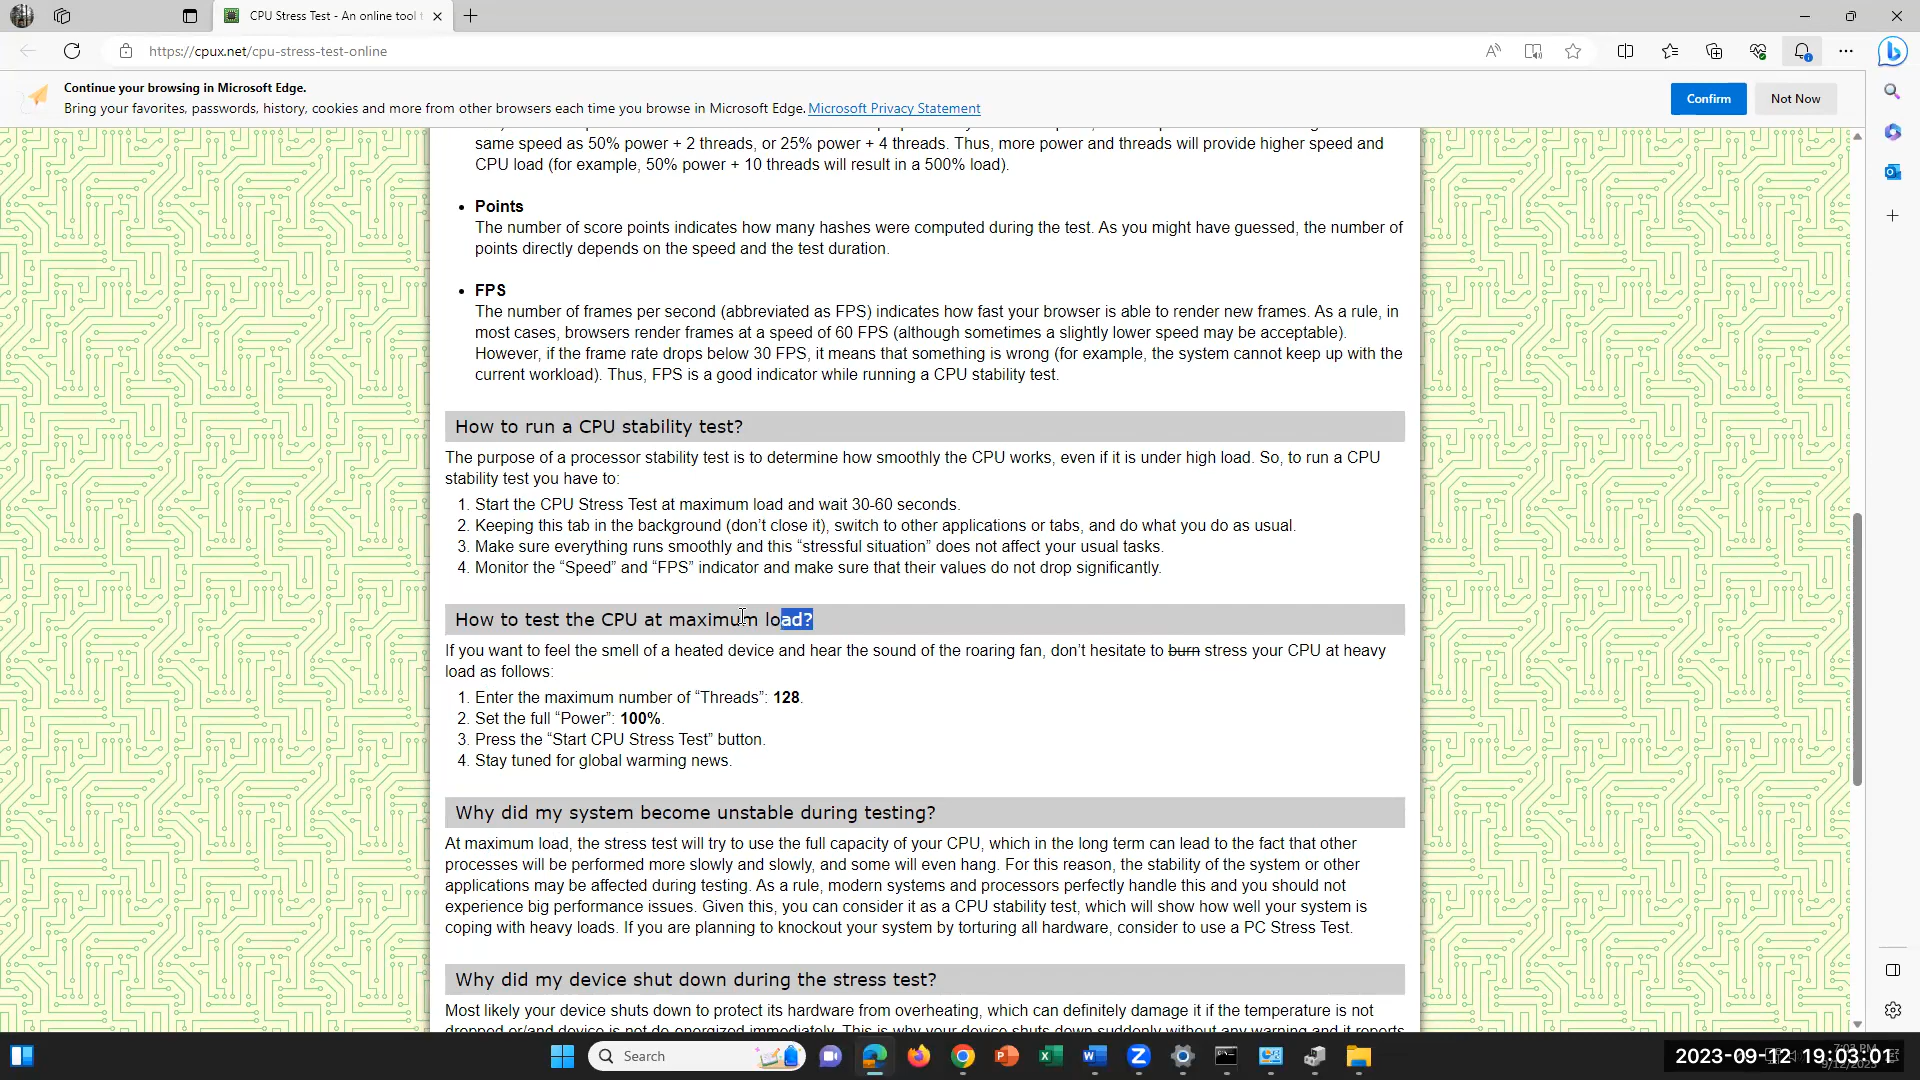 CPU Stress Test - An online tool t
https://cpux.net/cpu-stress-test-online
Continue your browsing in Microsoft Edge.
Bring your favorites, passwords, history, cookies and more from other browsers each time you browse in Microsoft Edge. Microsoft Privacy Statement
Confirm
Not Now
same speed as 50% power + 2 threads, or 25% power + 4 threads. Thus, more power and threads will provide higher speed and
CPU load (for example, 50% power + 10 threads will result in a 500% load).
• Points
The number of score points indicates how many hashes were computed during the test. As you might have guessed, the number of
points directly depends on the speed and the test duration.
• FPS
The number of frames per second (abbreviated as FPS) indicates how fast your browser is able to render new frames. As a rule, in
most cases, browsers render frames at a speed of 60 FPS (although sometimes a slightly lower speed may be acceptable).
However, if the frame rate drops below 30 FPS, it means that something is wrong (for example, the system cannot keep up with the
current workload). Thus, FPS is a good indicator while running a CPU stability test.
How to run a CPU stability test?
The purpose of a processor stability test is to determine how smoothly the CPU works, even if it is under high load. So, to run a CPU
stability test you have to:
1. Start the CPU Stress Test at maximum load and wait 30-60 seconds.
2. Keeping this tab in the background (don’t close it), switch to other applications or tabs, and do what you do as usual.
3. Make sure everything runs smoothly and this “stressful situation” does not affect your usual tasks.
4. Monitor the “Speed” and “FPS” indicator and make sure that their values do not drop significantly.
How to test the CPU at maximum load?
If you want to feel the smell of a heated device and hear the sound of the roaring fan, don’t hesitate to burn stress your CPU at heavy
load as follows:
1. Enter the maximum number of “Threads”: 128.
2. Set the full “Power”: 100%.
3. Press the “Start CPU Stress Test” button.
4. Stay tuned for global warming news.
Why did my system become unstable during testing?
At maximum load, the stress test will try to use the full capacity of your CPU, which in the long term can lead to the fact that other
processes will be performed more slowly and slowly, and some will even hang. For this reason, the stability of the system or other
applications may be affected during testing. As a rule, modern systems and processors perfectly handle this and you should not
experience big performance issues. Given this, you can consider it as a CPU stability test, which will show how well your system is
coping with heavy loads. If you are planning to knockout your system by torturing all hardware, consider to use a PC Stress Test.
Why did my device shut down during the stress test?
Most likely your device shuts down to protect its hardware from overheating, which can definitely damage it if the temperature is not
dropped or/and device is not de-energized immediately. This is why your device shuts down suddenly without any warning and it reports
Search
2023-09-12 19:03:01